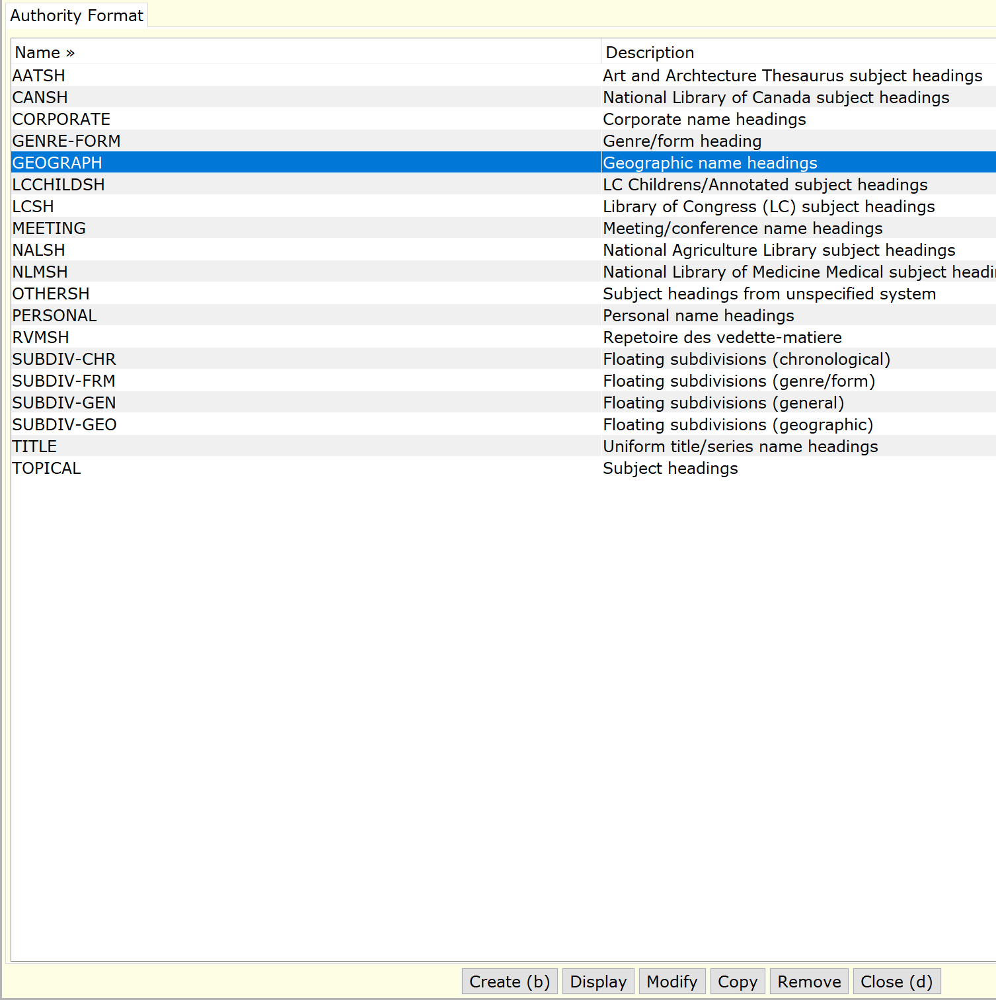 Authority Format
Name » Description
AATSH Art and Archtecture Thesaurus subject headings
CANSH National Library of Canada subject headings
CORPORATE Corporate name headings
GENRE-FORM Genre/form heading
GEOGRAPH Geographic name headings
LCCHILDSH LC Childrens/Annotated subject headings
LCSH Library of Congress (LC) subject headings
MEETING Meeting/conference name headings
NALSH National Agriculture Library subject headings
NLMSH National Library of Medicine Medical subject
OTHERSH Subject headings from unspecified system
PERSONAL Personal name headings
RVMSH Repetoire des vedette-matiere
SUBDIV-CHR Floating subdivisions (chronological)
SUBDIV-FRM Floating subdivisions (genre/form)
SUBDIV-GEN Floating subdivisions (general)
SUBDIV-GEO Floating subdivisions (geographic)
TITLE Uniform title/series name headings
TOPICAL Subject headings
Create (b) Display Modify Copy Remove Close (d)